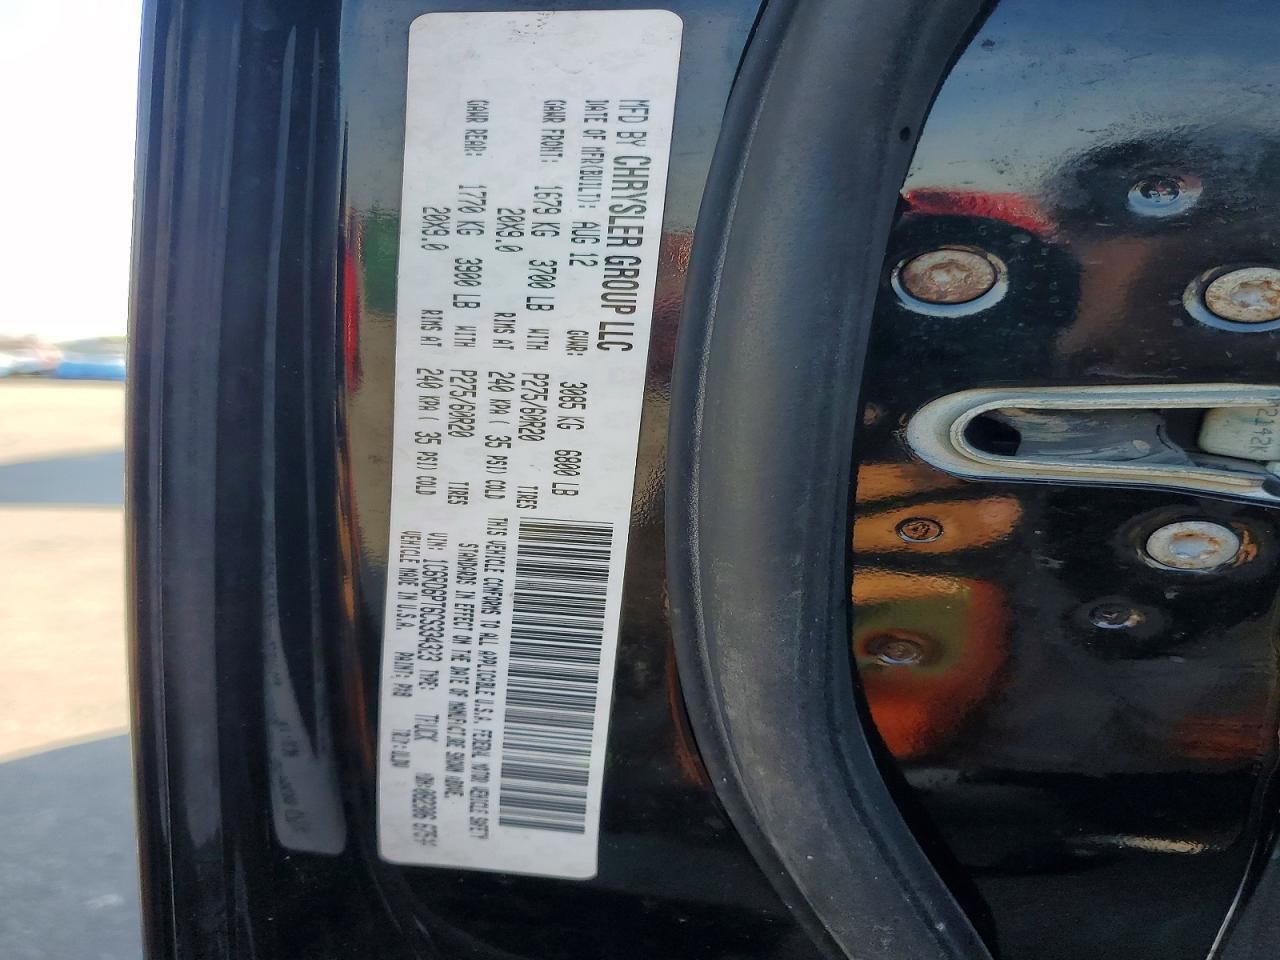 MFD BY CHRYSLER GROUP LLC
DATE OF MFR(BUILT): AUG 12 GVWR: 3085 KG 6800 LB
GAWR FRONT: 1679 KG 3700 LB WITH P275/60R20 TIRES
20X9.0 RIMS AT 240 KPA( 35 PSI) COLD
GAWR REAR: 1770 KG 3900 LB WITH P275/60R20 TIRES
20X9.0 RIMS AT 240 KPA( 35 PSI) COLD
THIS VEHICLE CONFORMS TO ALL APPLICABLE U.S.A. FEDERAL MOTOR VEHICLE SAFETY
STANDARDS IN EFFECT ON THE DATE OF MANUFACTURE SHOWN ABOVE.
VIN: TYPE: TRUCK
VEHICLE MADE IN U.S.A. PAINT: